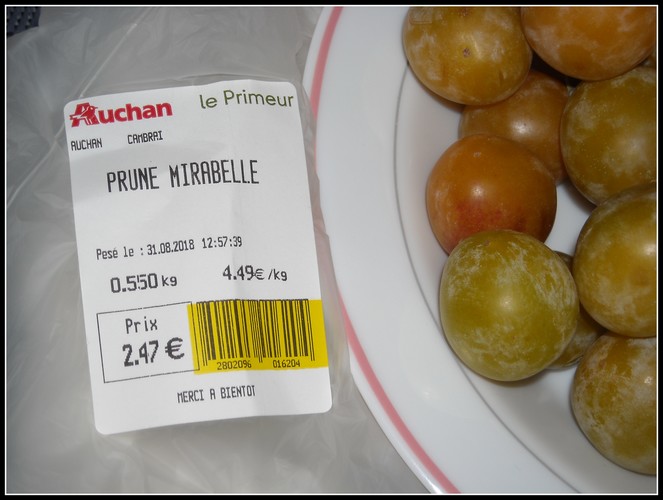 Auchan le Primeur
AUCHAN CAMBRAI
PRUNE MIRABELLE
Pesé le : 31.08.2018 12:57:39
0.550 kg 4.49€/kg
Prix
2.47 €
2802096 016204
MERCI A BIENTOT